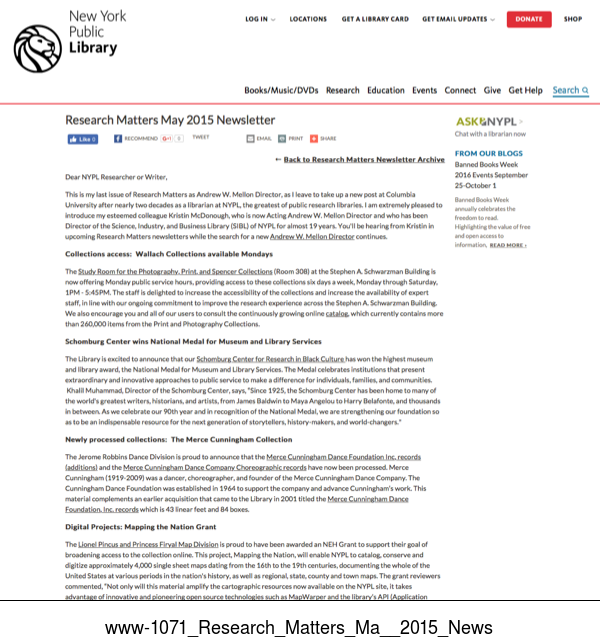 New York
Public
Library
LOG IN LOCATIONS GET A LIBRARY CARD GET EMAIL UPDATES DONATE SHOP
Books/Music/DVDs Research Education Events Connect Give Get Help Search
Research Matters May 2015 Newsletter
Like 0 RECOMMEND 0 TWEET EMAIL PRINT SHARE
← Back to Research Matters Newsletter Archive
Dear NYPL Researcher or Writer,
This is my last issue of Research Matters as Andrew W. Mellon Director, as I leave to take up a new post at Columbia
University after nearly two decades as a librarian at NYPL, the greatest of public research libraries. I am extremely pleased to
introduce my esteemed colleague Kristin McDonough, who is now Acting Andrew W. Mellon Director and who has been
Director of the Science, Industry, and Business Library (SIBL) of NYPL for almost 19 years. You'll be hearing from Kristin in
upcoming Research Matters newsletters while the search for a new Andrew W. Mellon Director continues.
Collections access: Wallach Collections available Mondays
The Study Room for the Photography, Print, and Spencer Collections (Room 308) at the Stephen A. Schwarzman Building is
now offering Monday public service hours, providing access to these collections six days a week, Monday through Saturday,
1PM - 5:45PM. The staff is delighted to increase the accessibility of the collections and increase the availability of expert
staff, in line with our ongoing commitment to improve the research experience across the Stephen A. Schwarzman Building.
We also encourage you and all of our users to consult the continuously growing online catalog, which currently contains more
than 260,000 items from the Print and Photography Collections.
Schomburg Center wins National Medal for Museum and Library Services
The Library is excited to announce that our Schomburg Center for Research in Black Culture has won the highest museum
and library award, the National Medal for Museum and Library Services. The Medal celebrates institutions that present
extraordinary and innovative approaches to public service to make a difference for individuals, families, and communities.
Khalil Muhammad, Director of the Schomburg Center, says, "Since 1925, the Schomburg Center has been home to many of
the world's greatest writers, historians, and artists, from James Baldwin to Maya Angelou to Harry Belafonte, and thousands
in between. As we celebrate our 90th year and in recognition of the National Medal, we are strengthening our foundation so
as to be an indispensable resource for the next generation of storytellers, history-makers, and world-changers."
Newly processed collections: The Merce Cunningham Collection
The Jerome Robbins Dance Division is proud to announce that the Merce Cunningham Dance Foundation Inc. records
(additions) and the Merce Cunningham Dance Company Choreographic records have now been processed. Merce
Cunningham (1919-2009) was a dancer, choreographer, and founder of the Merce Cunningham Dance Company. The
Cunningham Dance Foundation was established in 1964 to support the company and advance Cunningham's work. This
material complements an earlier acquisition that came to the Library in 2001 titled the Merce Cunningham Dance
Foundation, Inc. records which is 43 linear feet and 84 boxes.
Digital Projects: Mapping the Nation Grant
The Lionel Pincus and Princess Firyal Map Division is proud to have been awarded an NEH Grant to support their goal of
broadening access to the collection online. This project, Mapping the Nation, will enable NYPL to catalog, conserve and
digitize approximately 4,000 single sheet maps dating from the 16th to the 19th centuries, documenting the whole of the
United States at various periods in the nation's history, as well as regional, state, county and town maps. The grant reviewers
commented, "Not only will this material amplify the cartographic resources now available on the NYPL site, it takes
advantage of innovative and pioneering open source technologies such as MapWarper and the library's API (Application
ASK NYPL
Chat with a librarian now
FROM OUR BLOGS
Banned Books Week
2016 Events September
25-October 1
Banned Books Week
annually celebrates the
freedom to read.
Highlighting the value of free
and open access to
information, READ MORE ›
www-1071_Research_Matters_Ma__2015_News